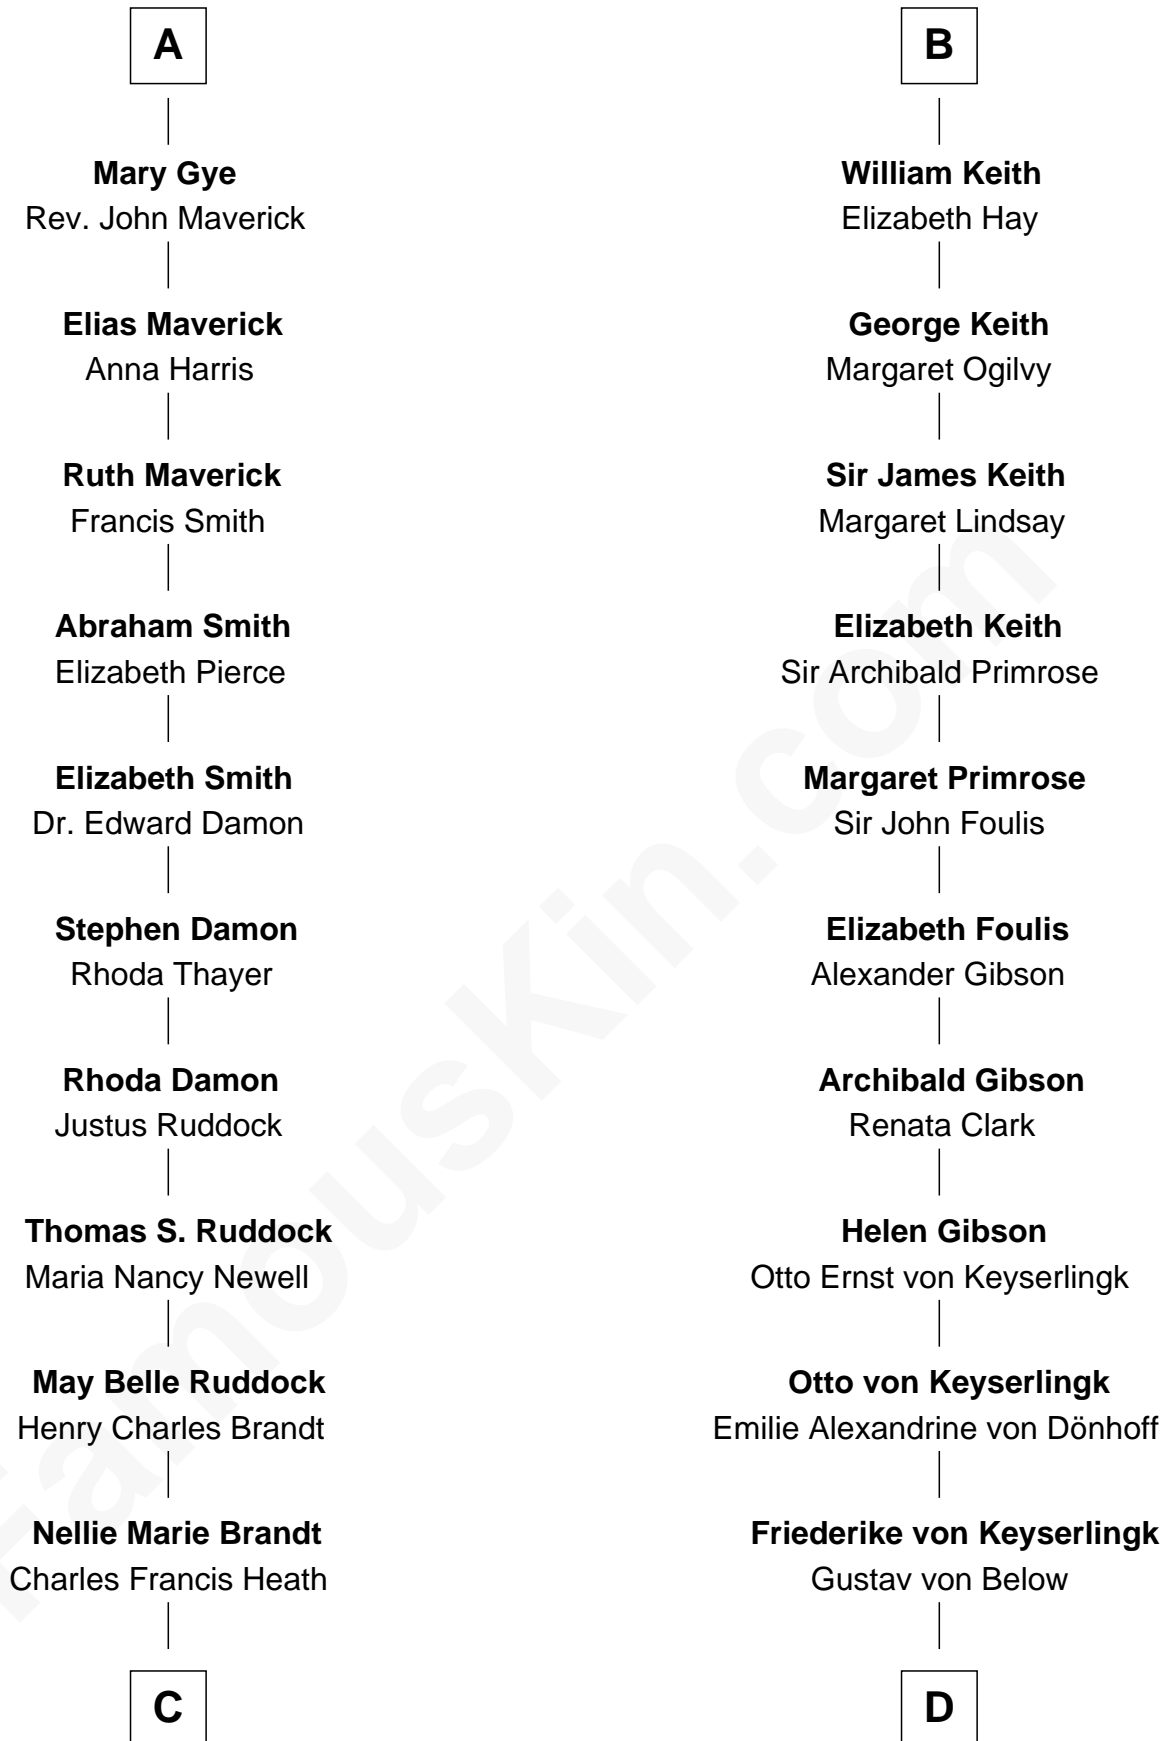 A
Mary Gye
Rev. John Maverick
Elias Maverick
Anna Harris
Ruth Maverick
Francis Smith
Abraham Smith
Elizabeth Pierce
Elizabeth Smith
Dr. Edward Damon
Stephen Damon
Rhoda Thayer
Rhoda Damon
Justus Ruddock
Thomas S. Ruddock
Maria Nancy Newell
May Belle Ruddock
Henry Charles Brandt
Nellie Marie Brandt
Charles Francis Heath
C
B
William Keith
Elizabeth Hay
George Keith
Margaret Ogilvy
Sir James Keith
Margaret Lindsay
Elizabeth Keith
Sir Archibald Primrose
Margaret Primrose
Sir John Foulis
Elizabeth Foulis
Alexander Gibson
Archibald Gibson
Renata Clark
Helen Gibson
Otto Ernst von Keyserlingk
Otto von Keyserlingk
Emilie Alexandrine von Dönhoff
Friederike von Keyserlingk
Gustav von Below
D
FamousKin.com